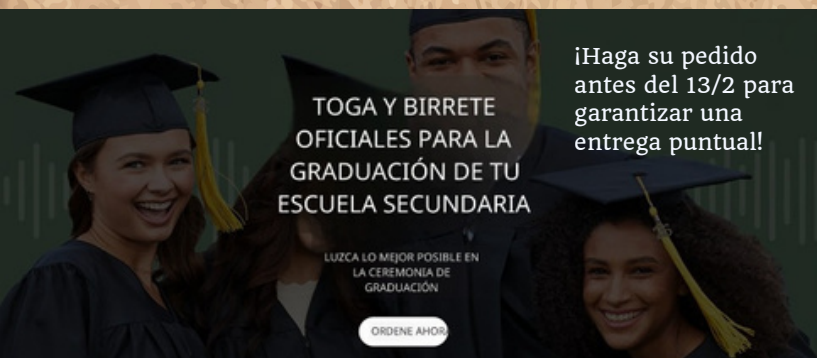 TOGA Y BIRRETE
OFICIALES PARA LA
GRADUACIÓN DE TU
ESCUELA SECUNDARIA
LUZCA LO MEJOR POSIBLE EN
LA CEREMONIA DE
GRADUACIÓN
ORDENE AHORA
¡Haga su pedido
antes del 13/2 para
garantizar una
entrega puntual!